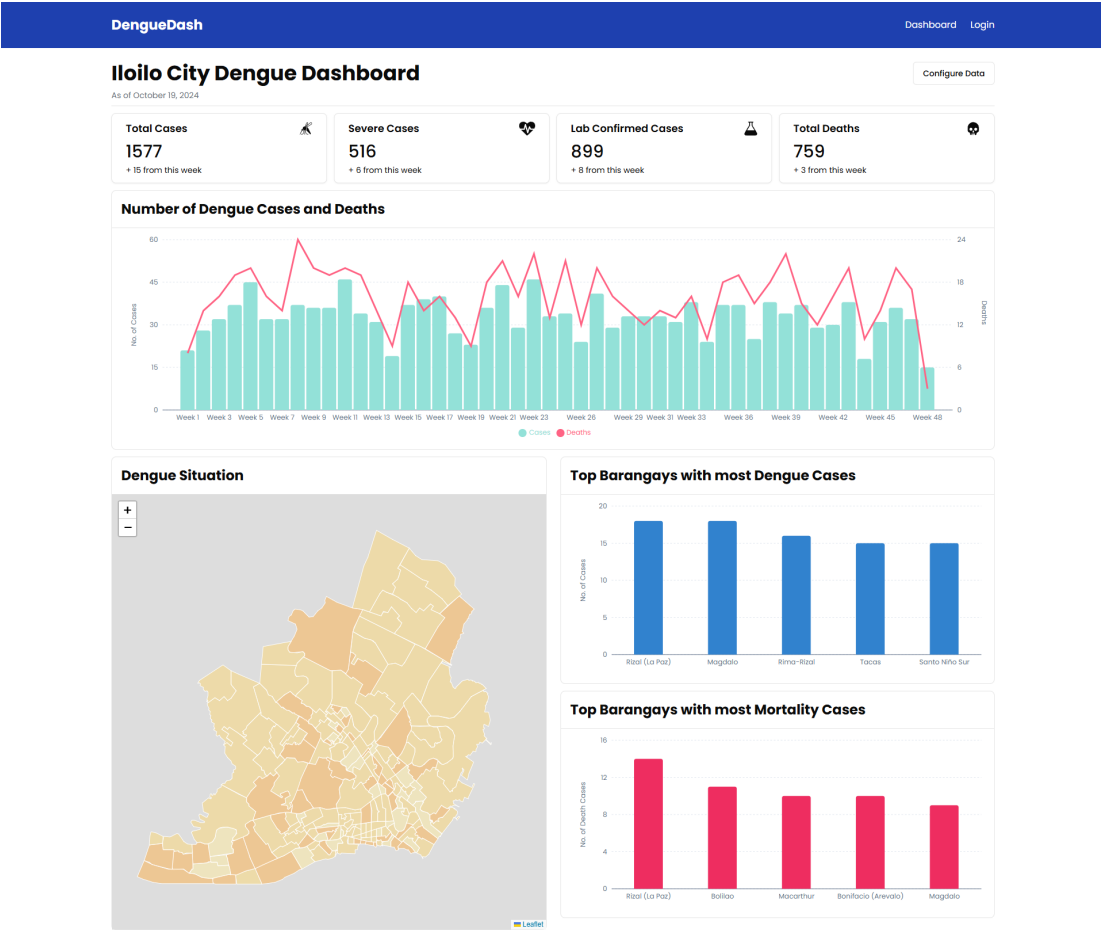 DengueDash
Dashboard Login
Iloilo City Dengue Dashboard
Configure Data
As of October 19, 2024
Total Cases
1577
+ 15 from this week
Severe Cases
516
+ 6 from this week
Lab Confirmed Cases
899
+ 8 from this week
Total Deaths
759
+ 3 from this week
Number of Dengue Cases and Deaths
60
45
30
15
0
No. of Cases
24
18
12
6
0
Deaths
Week 1 Week 3 Week 5 Week 7 Week 9 Week 11 Week 13 Week 15 Week 17 Week 19 Week 21 Week 23 Week 26 Week 29 Week 31 Week 33 Week 36 Week 39 Week 42 Week 45 Week 48
Cases Deaths
Dengue Situation
+
−
Leaflet
Top Barangays with most Dengue Cases
20
15
10
5
0
No. of Cases
Rizal (La Paz) Magdalo Rima-Rizal Tacas Santo Niño Sur
Top Barangays with most Mortality Cases
16
12
8
4
0
No. of Death Cases
Rizal (La Paz) Bolilao Macarthur Bonifacio (Arevalo) Magdalo